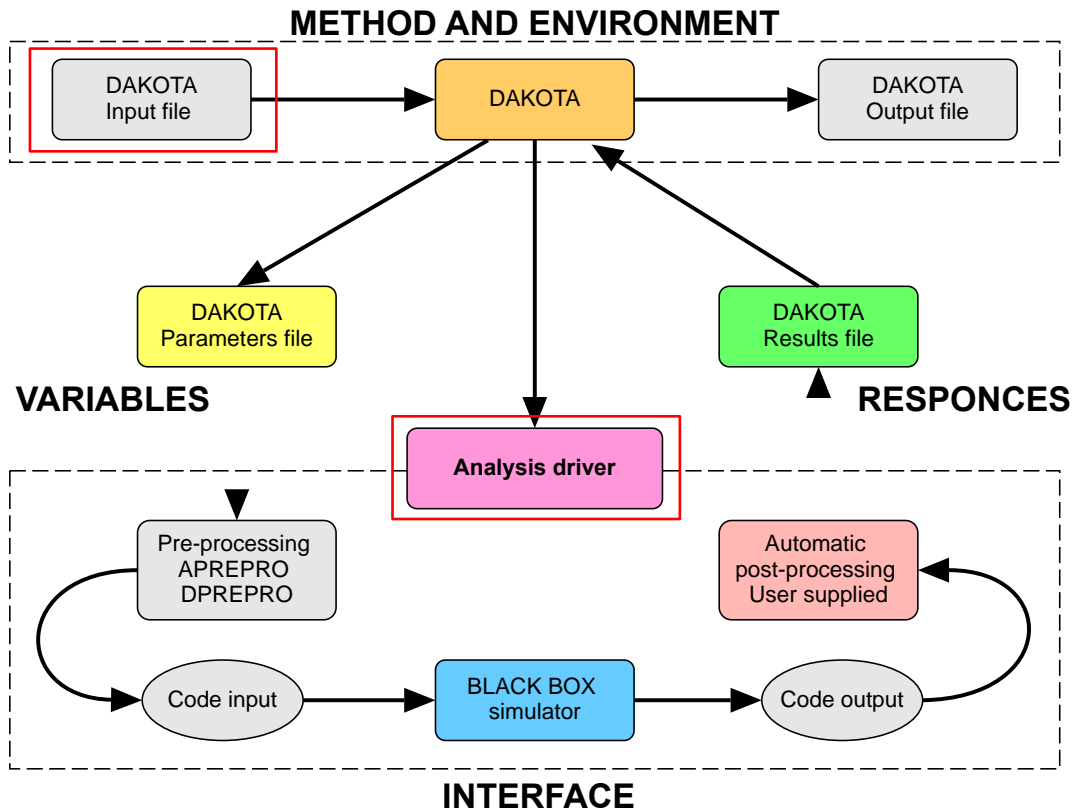 METHOD AND ENVIRONMENT
DAKOTA
Input file
DAKOTA
DAKOTA
Output file
DAKOTA
Parameters file
DAKOTA
Results file
VARIABLES
RESPONCES
Analysis driver
Pre-processing
APREPRO
DPREPRO
Automatic
post-processing
User supplied
Code input
BLACK BOX
simulator
Code output
INTERFACE